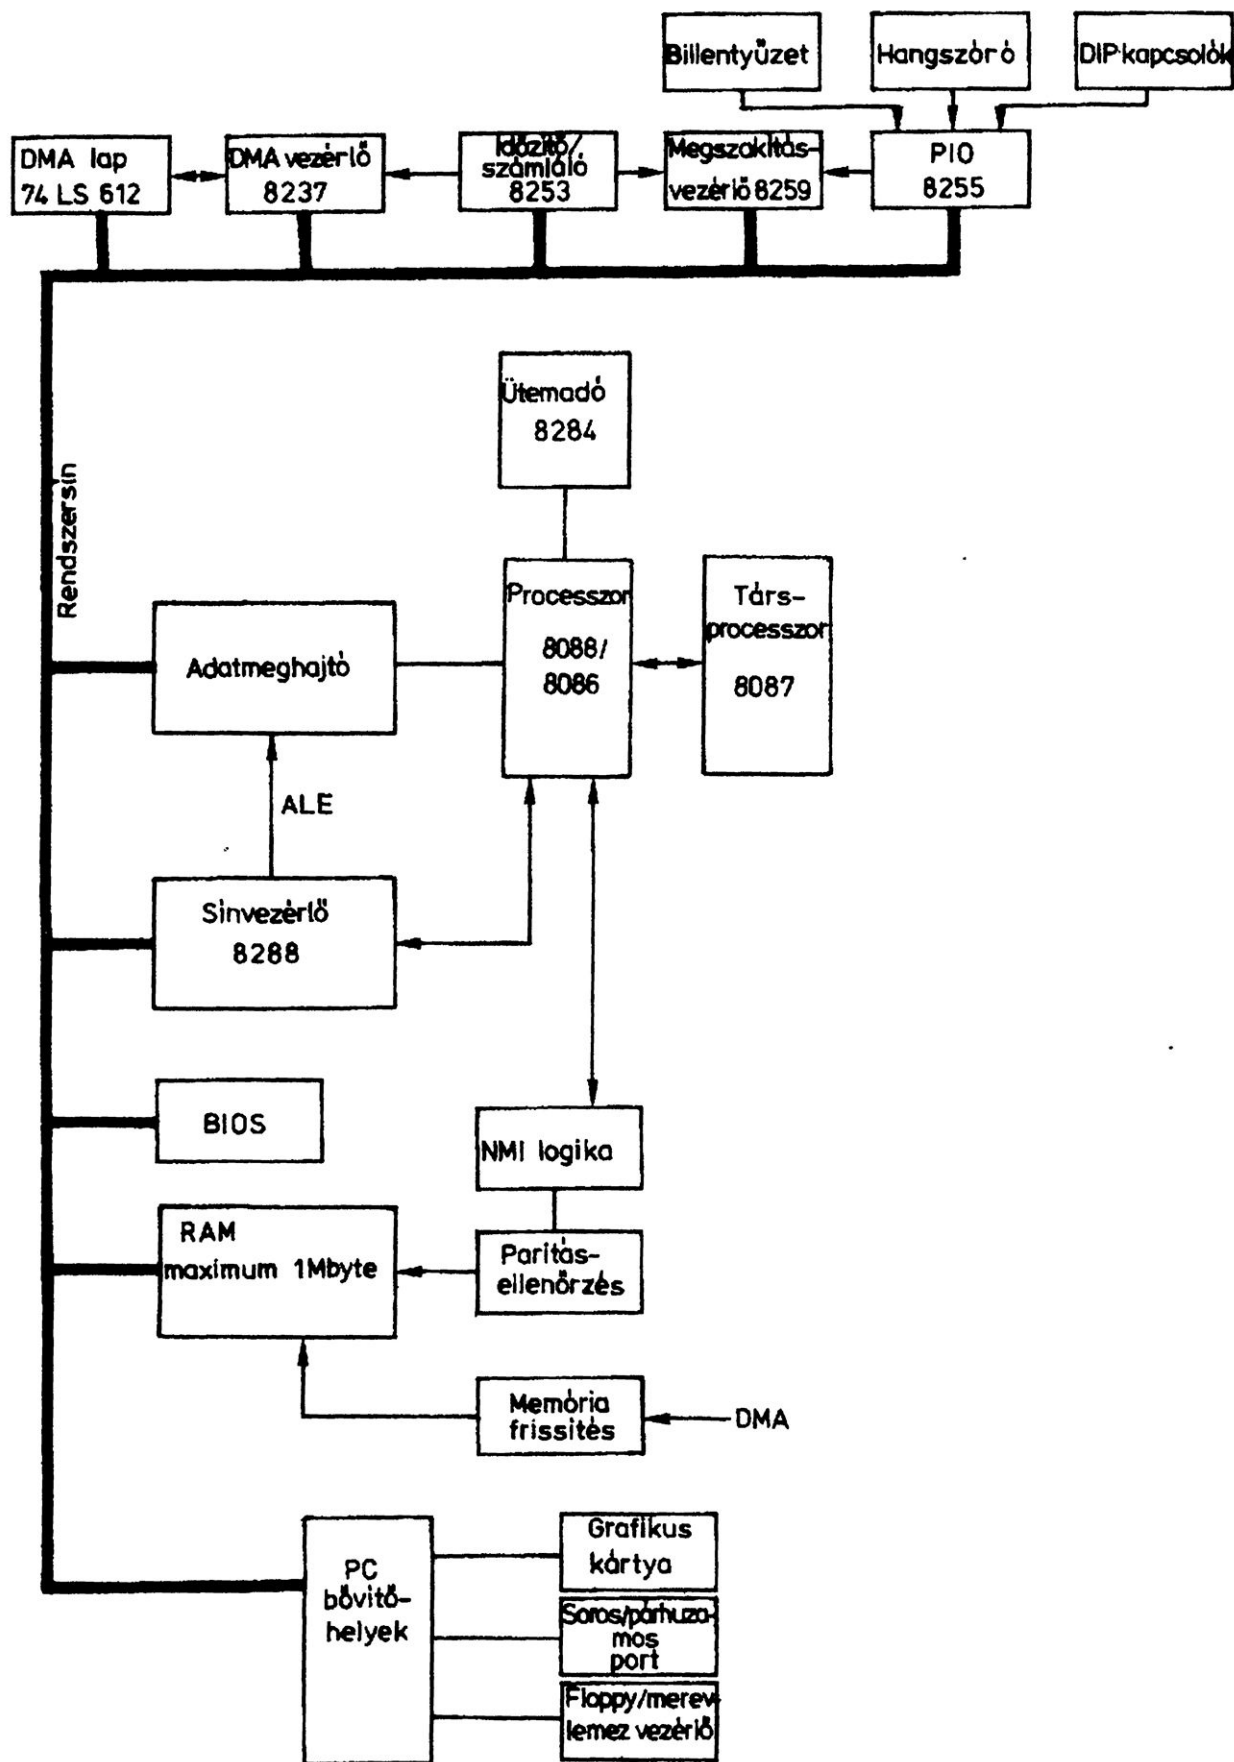 Billentyűzet
Hangszóró
DIP-kapcsolók
DMA lap
74 LS 612
DMA vezérlő
8237
Időzítő/
számláló
8253
Megszakítás-
vezérlő 8259
PIO
8255
Rendszersín
Ütemadó
8284
Processzor
8088/
8086
Társ-
processzor
8087
Adatmeghajtó
ALE
Sínvezérlő
8288
BIOS
NMI logika
RAM
maximum 1Mbyte
Paritás-
ellenőrzés
Memória
frissítés
DMA
PC
bővítő-
helyek
Grafikus
kártya
Soros/párhuza-
mos
port
Floppy/merev-
lemez vezérlő